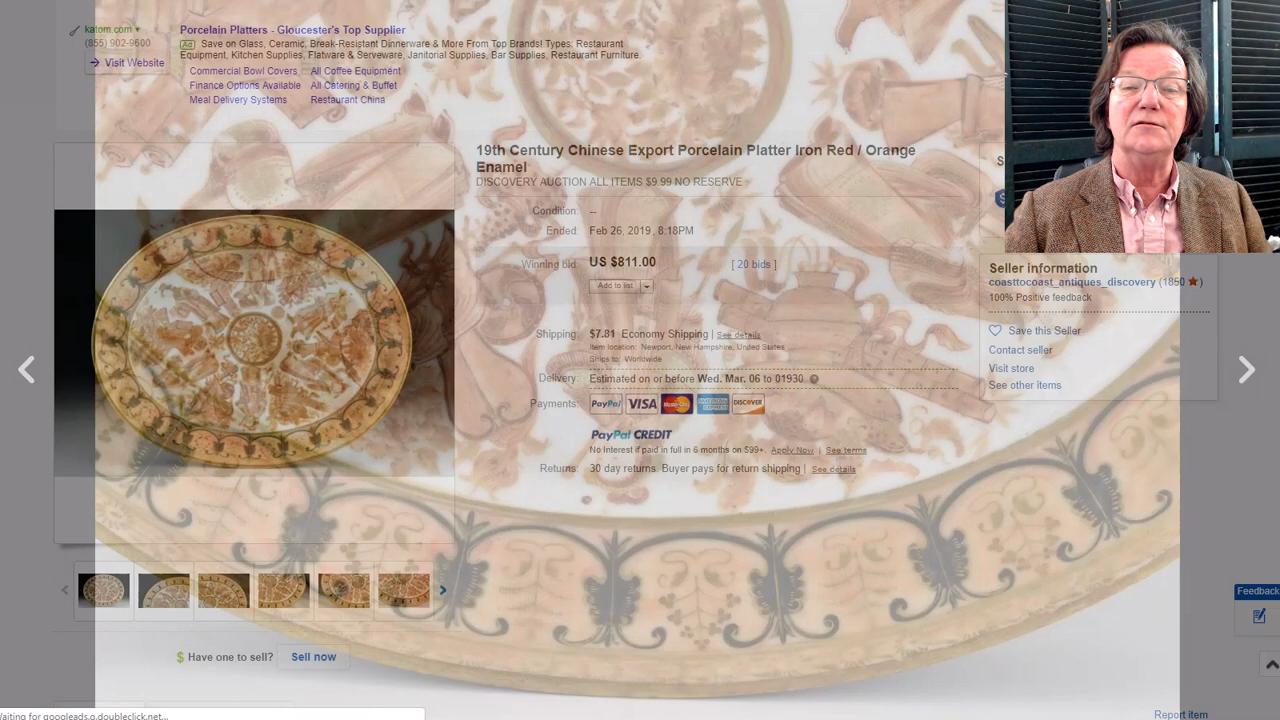 katom.com
(855) 902-9600
Visit Website
Porcelain Platters - Gloucester's Top Supplier
Ad Save on Glass, Ceramic, Break-Resistant Dinnerware & More From Top Brands! Types: Restaurant
Equipment, Kitchen Supplies, Flatware & Serveware, Janitorial Supplies, Bar Supplies, Restaurant Furniture.
Commercial Bowl Covers All Coffee Equipment
Finance Options Available All Catering & Buffet
Meal Delivery Systems Restaurant China
19th Century Chinese Export Porcelain Platter Iron Red / Orange
Enamel
DISCOVERY AUCTION ALL ITEMS $9.99 NO RESERVE
Condition: --
Ended: Feb 26, 2019 , 8:18PM
Winning bid: US $811.00 [ 20 bids ]
Add to list
Shipping: $7.81 Economy Shipping | See details
Item location: Newport, New Hampshire, United States
Ships to: Worldwide
Delivery: Estimated on or before Wed. Mar. 06 to 01930
Payments: PayPal VISA MasterCard AMERICAN EXPRESS DISCOVER
PayPal CREDIT
No Interest if paid in full in 6 months on $99+. Apply Now | See terms
Returns: 30 day returns. Buyer pays for return shipping | See details
Seller information
coasttocoast_antiques_discovery (1850 ★)
100% Positive feedback
Save this Seller
Contact seller
Visit store
See other items
$ Have one to sell? Sell now
Feedback
Waiting for googleads.g.doubleclick.net...
Report item